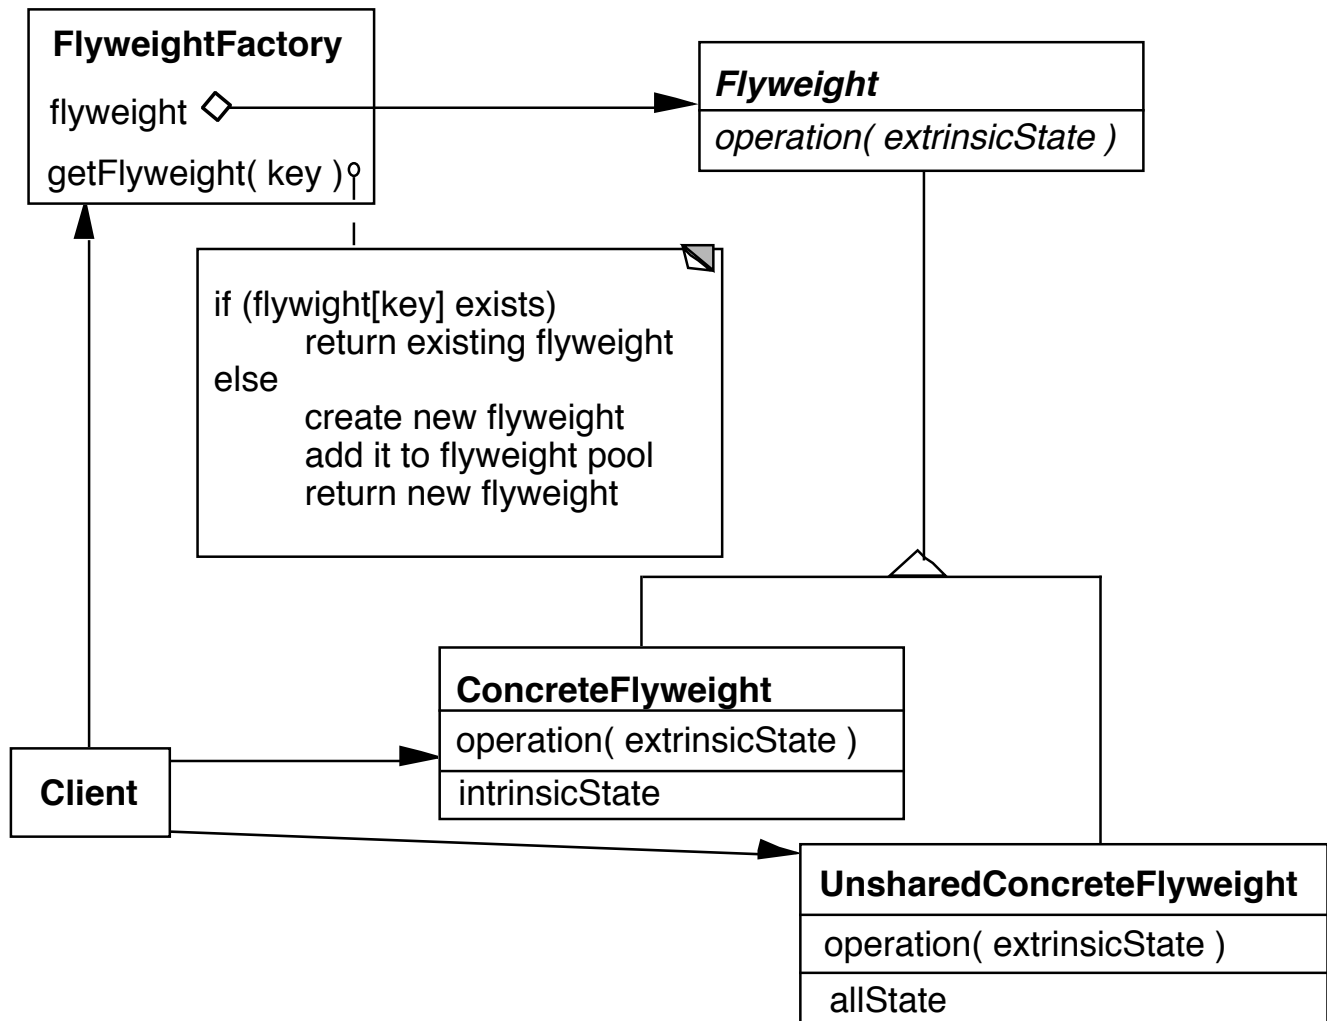 FlyweightFactory
flyweight
getFlyweight( key )
Flyweight
operation( extrinsicState )
if (flywight[key] exists)
return existing flyweight
else
create new flyweight
add it to flyweight pool
return new flyweight
ConcreteFlyweight
operation( extrinsicState )
intrinsicState
Client
UnsharedConcreteFlyweight
operation( extrinsicState )
allState